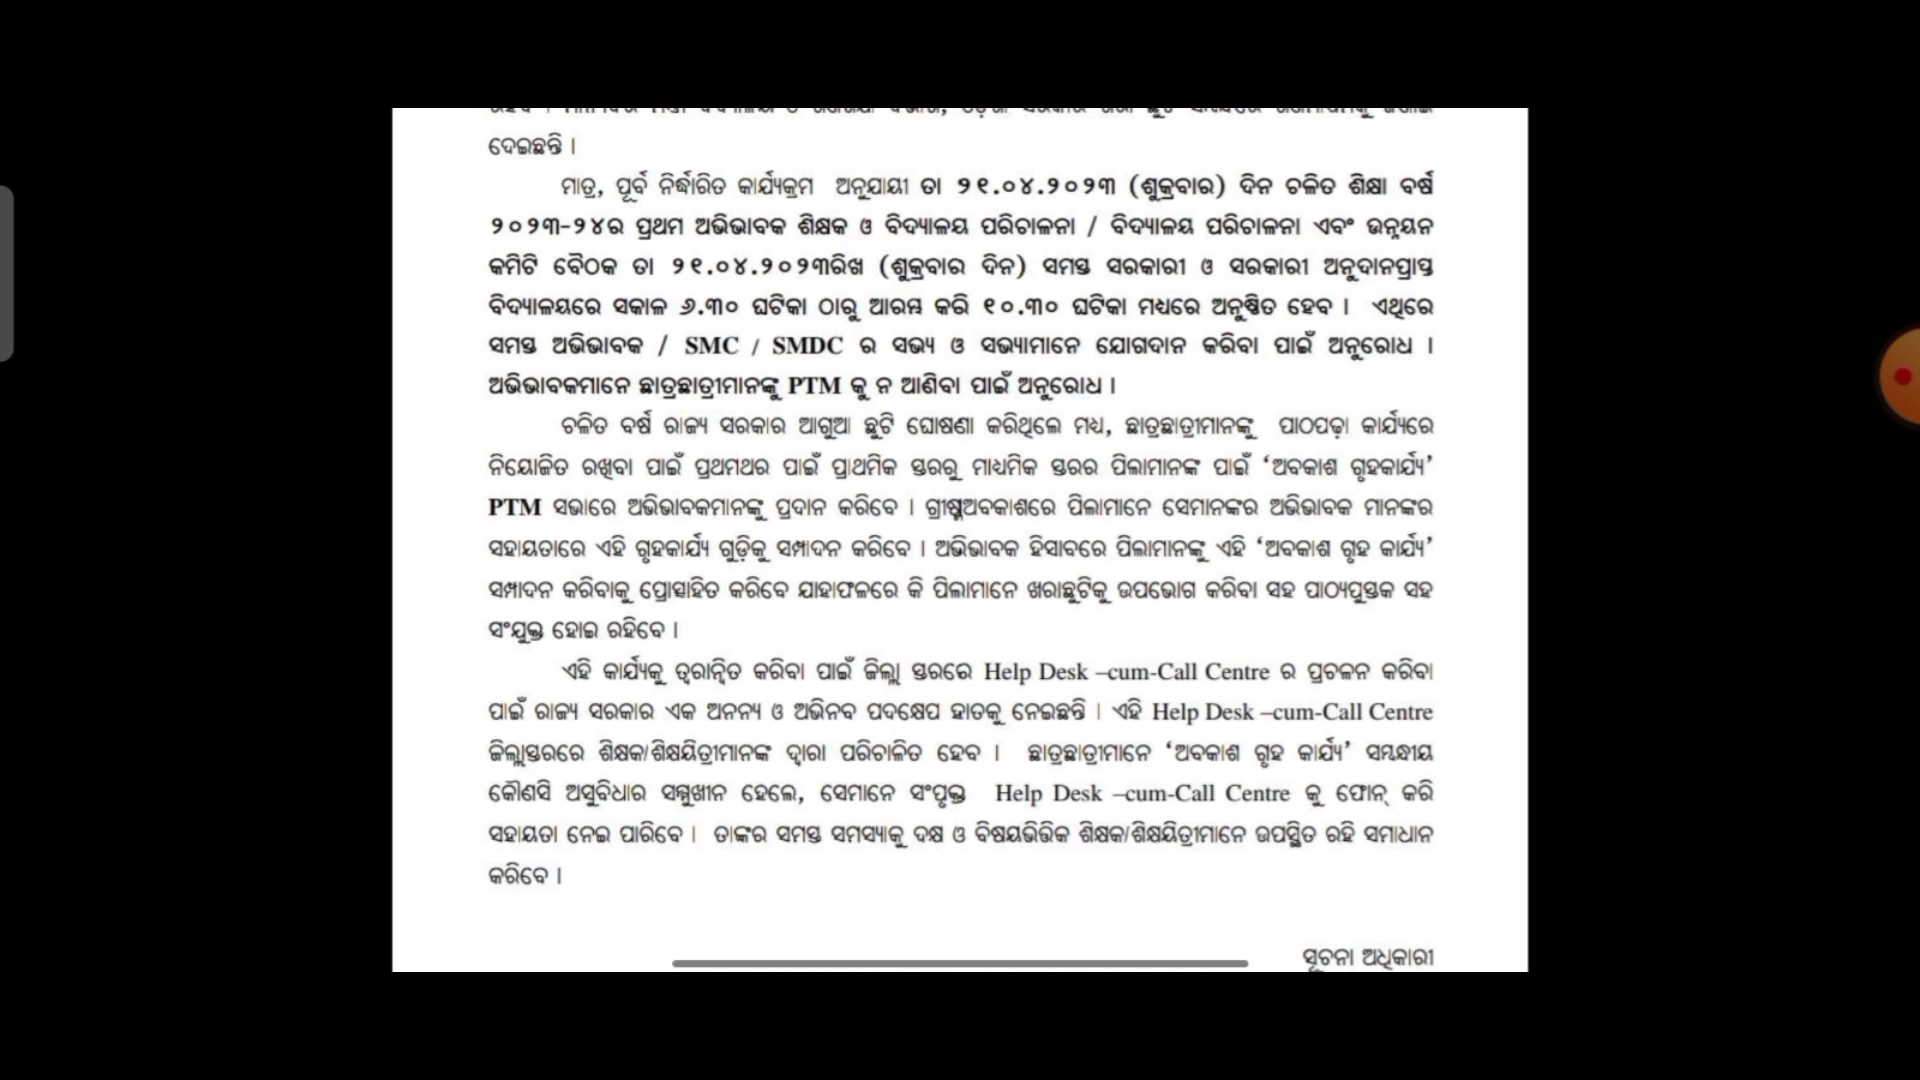 ଦେଇଛନ୍ତି ।
ମାତ୍ର, ପୂର୍ବ ନିର୍ଦ୍ଧାରିତ କାର୍ଯ୍ୟକ୍ରମ ଅନୁଯାୟୀ ତା ୨୧.୦୪.୨୦୨୩ (ଶୁକ୍ରବାର) ଦିନ ଚଳିତ ଶିକ୍ଷା ବର୍ଷ
୨୦୨୩-୨୪ର ପ୍ରଥମ ଅଭିଭାବକ ଶିକ୍ଷକ ଓ ବିଦ୍ୟାଳୟ ପରିଚାଳନା / ବିଦ୍ୟାଳୟ ପରିଚାଳନା ଏବଂ ଉନ୍ନୟନ
କମିଟି ବୈଠକ ତା ୨୧.୦୪.୨୦୨୩ରିଖ (ଶୁକ୍ରବାର ଦିନ) ସମସ୍ତ ସରକାରୀ ଓ ସରକାରୀ ଅନୁଦାନପ୍ରାପ୍ତ
ବିଦ୍ୟାଳୟରେ ସକାଳ ୬.୩୦ ଘଟିକା ଠାରୁ ଆରମ୍ଭ କରି ୧୦.୩୦ ଘଟିକା ମଧ୍ୟରେ ଅନୁଷ୍ଠିତ ହେବ । ଏଥିରେ
ସମସ୍ତ ଅଭିଭାବକ / SMC / SMDC ର ସଭ୍ୟ ଓ ସଭ୍ୟାମାନେ ଯୋଗଦାନ କରିବା ପାଇଁ ଅନୁରୋଧ ।
ଅଭିଭାବକମାନେ ଛାତ୍ରଛାତ୍ରୀମାନଙ୍କୁ PTM କୁ ନ ଆଣିବା ପାଇଁ ଅନୁରୋଧ ।
ଚଳିତ ବର୍ଷ ରାଜ୍ୟ ସରକାର ଆଗୁଆ ଛୁଟି ଘୋଷଣା କରିଥିଲେ ମଧ୍ୟ, ଛାତ୍ରଛାତ୍ରୀମାନଙ୍କୁ ପାଠପଢ଼ା କାର୍ଯ୍ୟରେ
ନିୟୋଜିତ ରଖିବା ପାଇଁ ପ୍ରଥମଥର ପାଇଁ ପ୍ରାଥମିକ ସ୍ତରରୁ ମାଧ୍ୟମିକ ସ୍ତରର ପିଲାମାନଙ୍କ ପାଇଁ ‘ଅବକାଶ ଗୃହକାର୍ଯ୍ୟ’
PTM ସଭାରେ ଅଭିଭାବକମାନଙ୍କୁ ପ୍ରଦାନ କରିବେ । ଗ୍ରୀଷ୍ମଅବକାଶରେ ପିଲାମାନେ ସେମାନଙ୍କର ଅଭିଭାବକ ମାନଙ୍କର
ସହାୟତାରେ ଏହି ଗୃହକାର୍ଯ୍ୟ ଗୁଡ଼ିକୁ ସମ୍ପାଦନ କରିବେ । ଅଭିଭାବକ ହିସାବରେ ପିଲାମାନଙ୍କୁ ଏହି ‘ଅବକାଶ ଗୃହ କାର୍ଯ୍ୟ’
ସମ୍ପାଦନ କରିବାକୁ ପ୍ରୋତ୍ସାହିତ କରିବେ ଯାହାଫଳରେ କି ପିଲାମାନେ ଖରାଛୁଟିକୁ ଉପଭୋଗ କରିବା ସହ ପାଠ୍ୟପୁସ୍ତକ ସହ
ସଂଯୁକ୍ତ ହୋଇ ରହିବେ ।
ଏହି କାର୍ଯ୍ୟକୁ ତ୍ୱରାନ୍ୱିତ କରିବା ପାଇଁ ଜିଲ୍ଲା ସ୍ତରରେ Help Desk –cum-Call Centre ର ପ୍ରଚଳନ କରିବା
ପାଇଁ ରାଜ୍ୟ ସରକାର ଏକ ଅନନ୍ୟ ଓ ଅଭିନବ ପଦକ୍ଷେପ ହାତକୁ ନେଇଛନ୍ତି । ଏହି Help Desk –cum-Call Centre
ଜିଲ୍ଲାସ୍ତରରେ ଶିକ୍ଷକ/ଶିକ୍ଷୟିତ୍ରୀମାନଙ୍କ ଦ୍ୱାରା ପରିଚାଳିତ ହେବ । ଛାତ୍ରଛାତ୍ରୀମାନେ ‘ଅବକାଶ ଗୃହ କାର୍ଯ୍ୟ’ ସମ୍ବନ୍ଧୀୟ
କୌଣସି ଅସୁବିଧାର ସମ୍ମୁଖୀନ ହେଲେ, ସେମାନେ ସଂପୃକ୍ତ Help Desk –cum-Call Centre କୁ ଫୋନ୍ କରି
ସହାୟତା ନେଇ ପାରିବେ । ତାଙ୍କର ସମସ୍ତ ସମସ୍ୟାକୁ ଦକ୍ଷ ଓ ବିଷୟଭିତ୍ତିକ ଶିକ୍ଷକ/ଶିକ୍ଷୟିତ୍ରୀମାନେ ଉପସ୍ଥିତ ରହି ସମାଧାନ
କରିବେ ।
ସୂଚନା ଅଧିକାରୀ